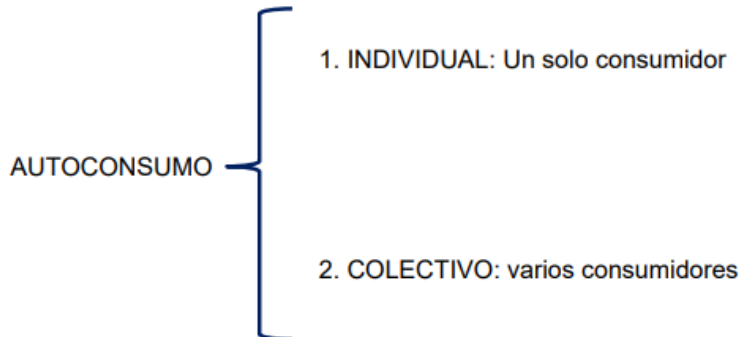 1. INDIVIDUAL: Un solo consumidor
AUTOCONSUMO
2. COLECTIVO: varios consumidores